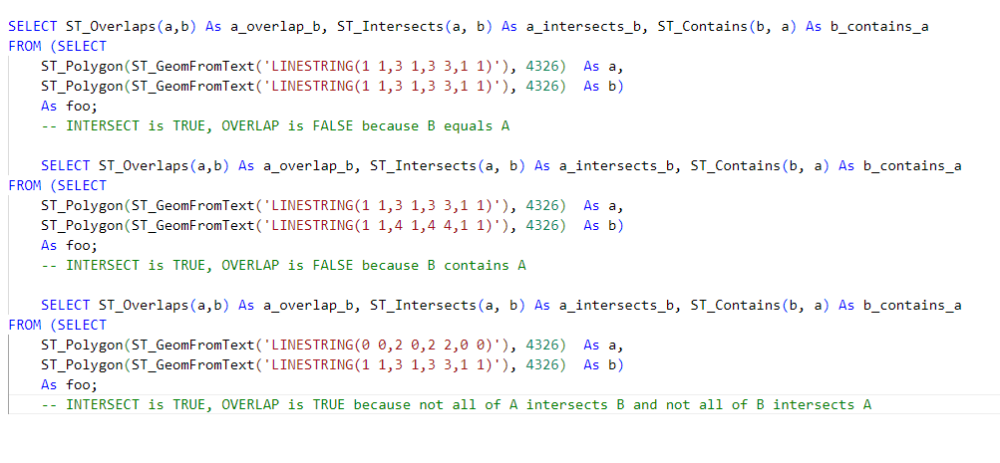 SELECT ST_Overlaps(a,b) As a_overlap_b, ST_Intersects(a, b) As a_intersects_b, ST_Contains(b, a) As b_contains_a
FROM (SELECT
    ST_Polygon(ST_GeomFromText('LINESTRING(1 1,3 1,3 3,1 1)'), 4326)  As a,
    ST_Polygon(ST_GeomFromText('LINESTRING(1 1,3 1,3 3,1 1)'), 4326)  As b)
    As foo;
    -- INTERSECT is TRUE, OVERLAP is FALSE because B equals A

    SELECT ST_Overlaps(a,b) As a_overlap_b, ST_Intersects(a, b) As a_intersects_b, ST_Contains(b, a) As b_contains_a
FROM (SELECT
    ST_Polygon(ST_GeomFromText('LINESTRING(1 1,3 1,3 3,1 1)'), 4326)  As a,
    ST_Polygon(ST_GeomFromText('LINESTRING(1 1,4 1,4 4,1 1)'), 4326)  As b)
    As foo;
    -- INTERSECT is TRUE, OVERLAP is FALSE because B contains A

    SELECT ST_Overlaps(a,b) As a_overlap_b, ST_Intersects(a, b) As a_intersects_b, ST_Contains(b, a) As b_contains_a
FROM (SELECT
    ST_Polygon(ST_GeomFromText('LINESTRING(0 0,2 0,2 2,0 0)'), 4326)  As a,
    ST_Polygon(ST_GeomFromText('LINESTRING(1 1,3 1,3 3,1 1)'), 4326)  As b)
    As foo;
    -- INTERSECT is TRUE, OVERLAP is TRUE because not all of A intersects B and not all of B intersects A